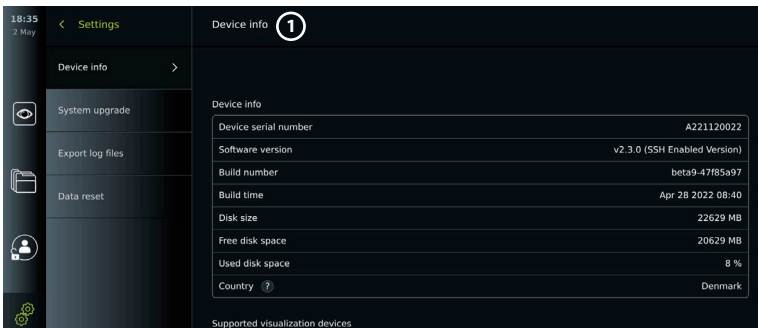 18:35
2 May
Settings
Device info
1
Device info
System upgrade
Export log files
Data reset
Device info
Device serial number A221120022
Software version v2.3.0 (SSH Enabled Version)
Build number beta9-47f85a97
Build time Apr 28 2022 08:40
Disk size 22629 MB
Free disk space 20629 MB
Used disk space 8 %
Country ? Denmark
Supported visualization devices